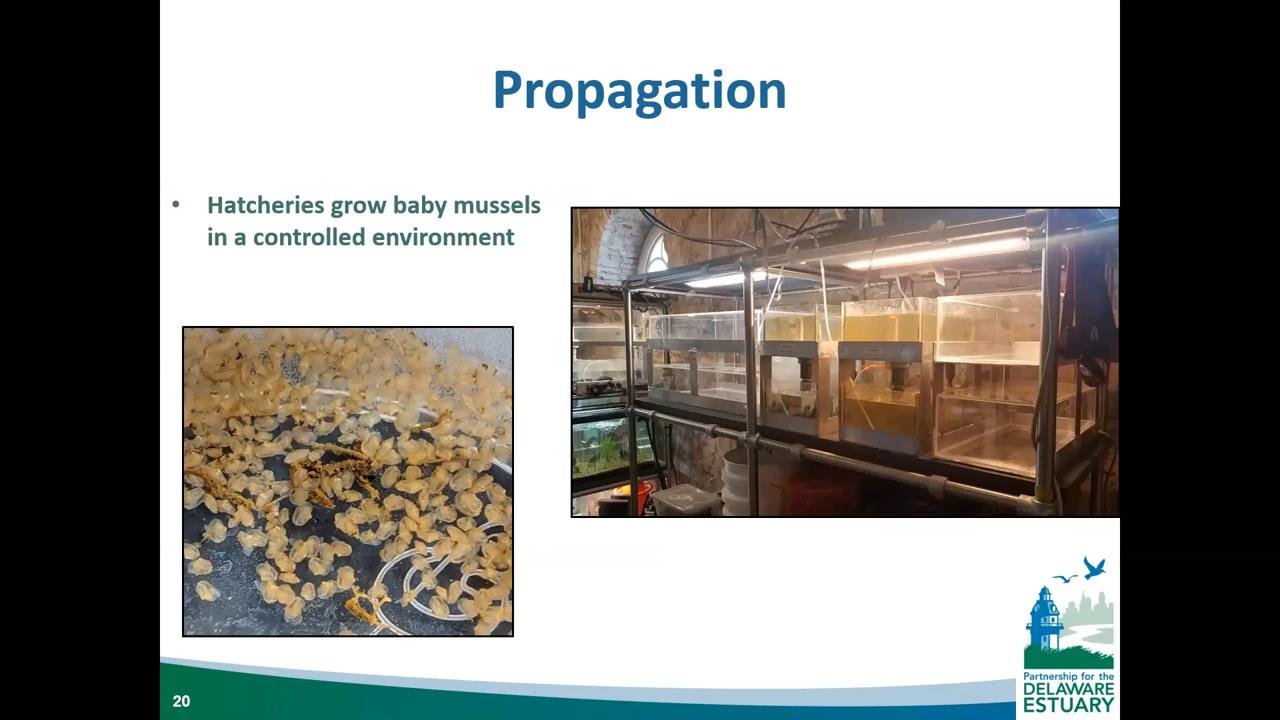 Propagation
• Hatcheries grow baby mussels
in a controlled environment
20
Partnership for the
DELAWARE
ESTUARY